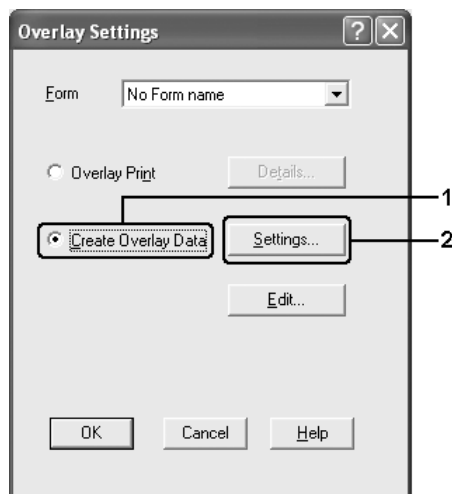 Overlay Settings
Form No Form name
Overlay Print Details...
1
Create Overlay Data Settings... 2
Edit...
OK Cancel Help